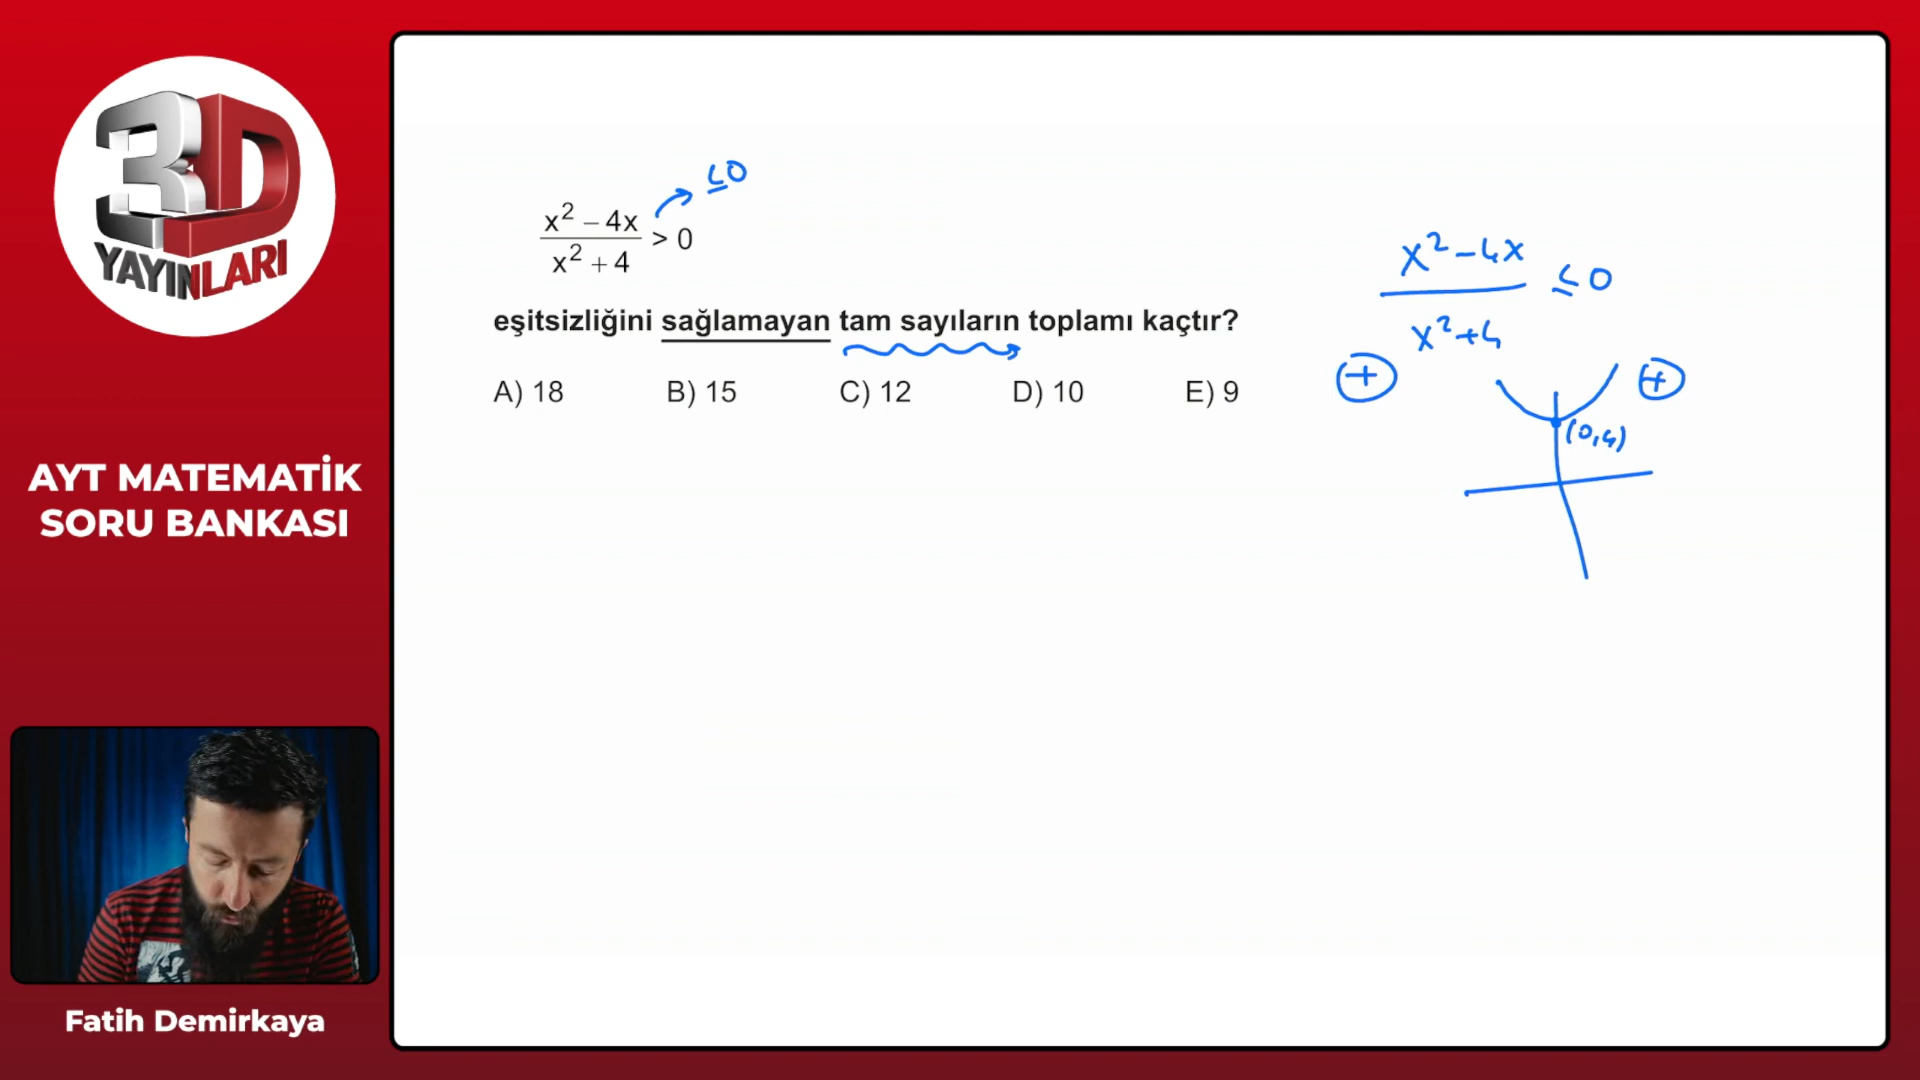 3D
YAYINLARI
AYT MATEMATİK
SORU BANKASI
Fatih Demirkaya
≤0
x² – 4x
x² + 4
> 0
eşitsizliğini sağlamayan tam sayıların toplamı kaçtır?
A) 18 B) 15 C) 12 D) 10 E) 9
x²-4x
≤0
x²+4
+ +
(0,4)